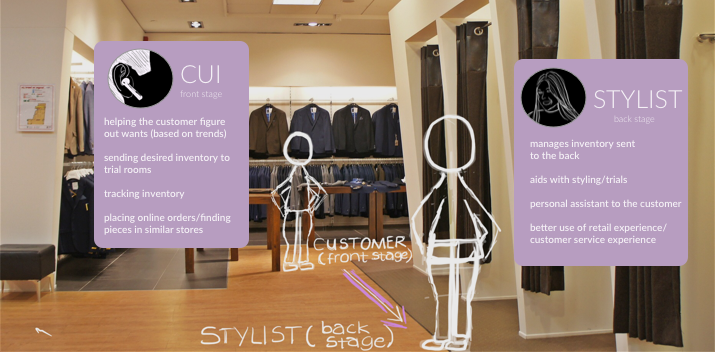 CUI
front stage
helping the customer figure
out wants (based on trends)
sending desired inventory to
trial rooms
tracking inventory
placing online orders/finding
pieces in similar stores
STYLIST
back stage
manages inventory sent
to the back
aids with styling/trials
personal assistant to the customer
better use of retail experience/
customer service experience
CUSTOMER
(front stage)
STYLIST (back
stage)